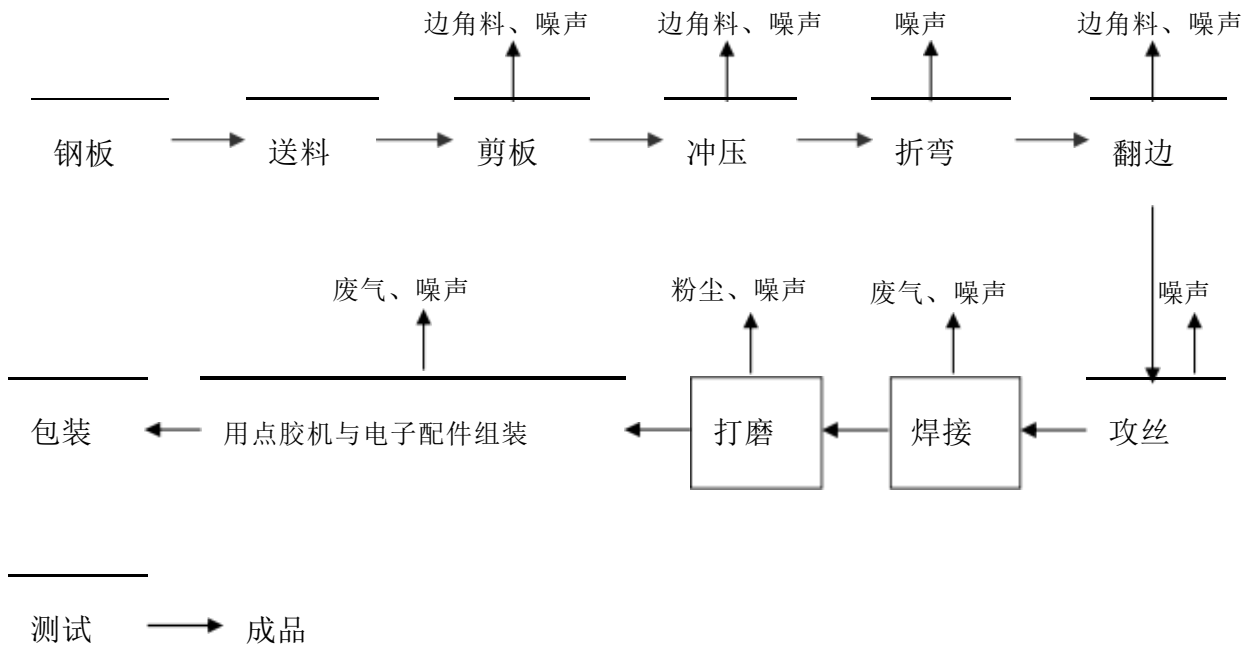 边角料、噪声 边角料、噪声 噪声 边角料、噪声
钢板 送料 剪板 冲压 折弯 翻边
废气、噪声 粉尘、噪声 废气、噪声 噪声
包装 用点胶机与电子配件组装 打磨 焊接 攻丝
测试 成品